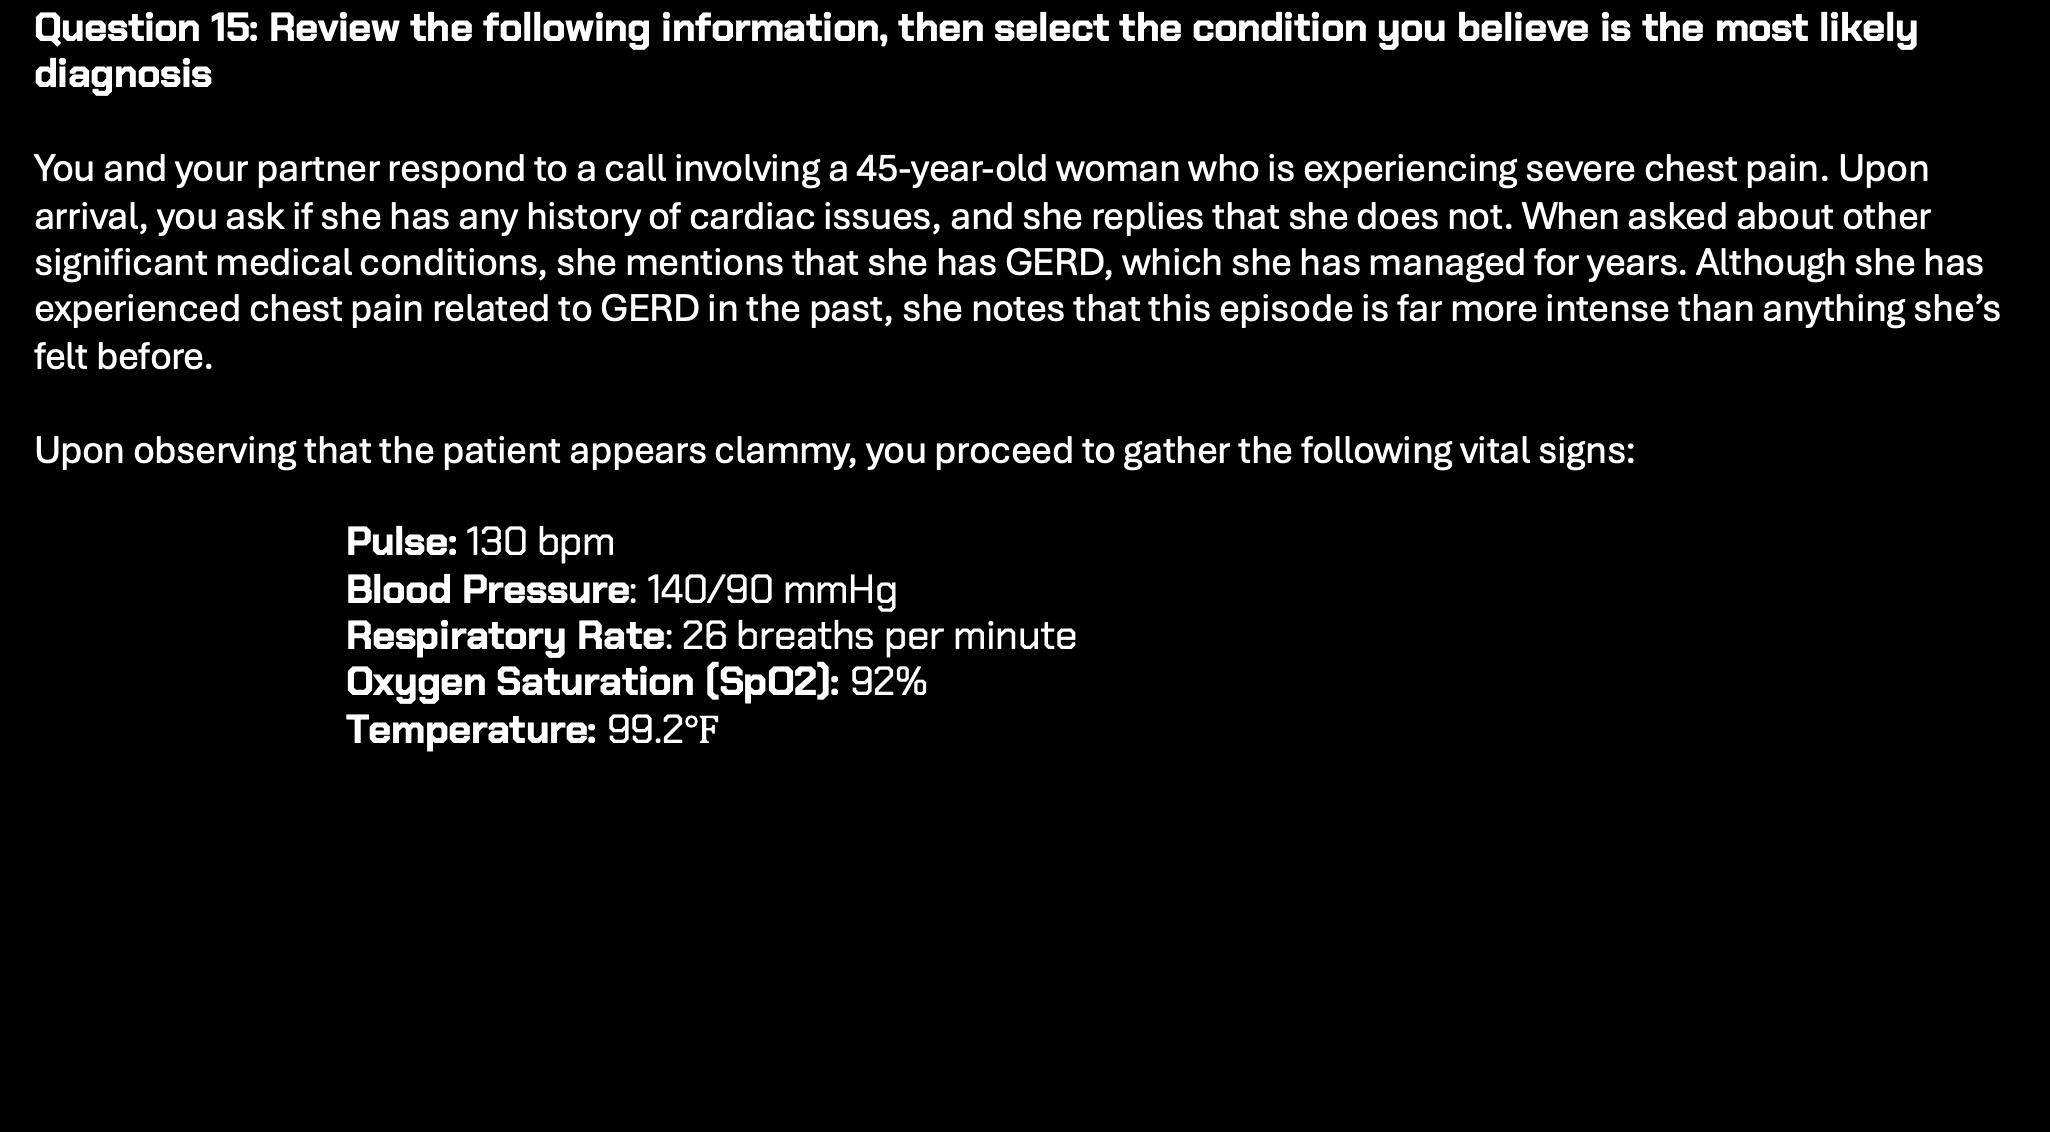 Question 15: Review the following information, then select the condition you believe is the most likely
diagnosis
You and your partner respond to a call involving a 45-year-old woman who is experiencing severe chest pain. Upon
arrival, you ask if she has any history of cardiac issues, and she replies that she does not. When asked about other
significant medical conditions, she mentions that she has GERD, which she has managed for years. Although she has
experienced chest pain related to GERD in the past, she notes that this episode is far more intense than anything she’s
felt before.
Upon observing that the patient appears clammy, you proceed to gather the following vital signs:
Pulse: 130 bpm
Blood Pressure: 140/90 mmHg
Respiratory Rate: 26 breaths per minute
Oxygen Saturation (SpO2): 92%
Temperature: 99.2°F